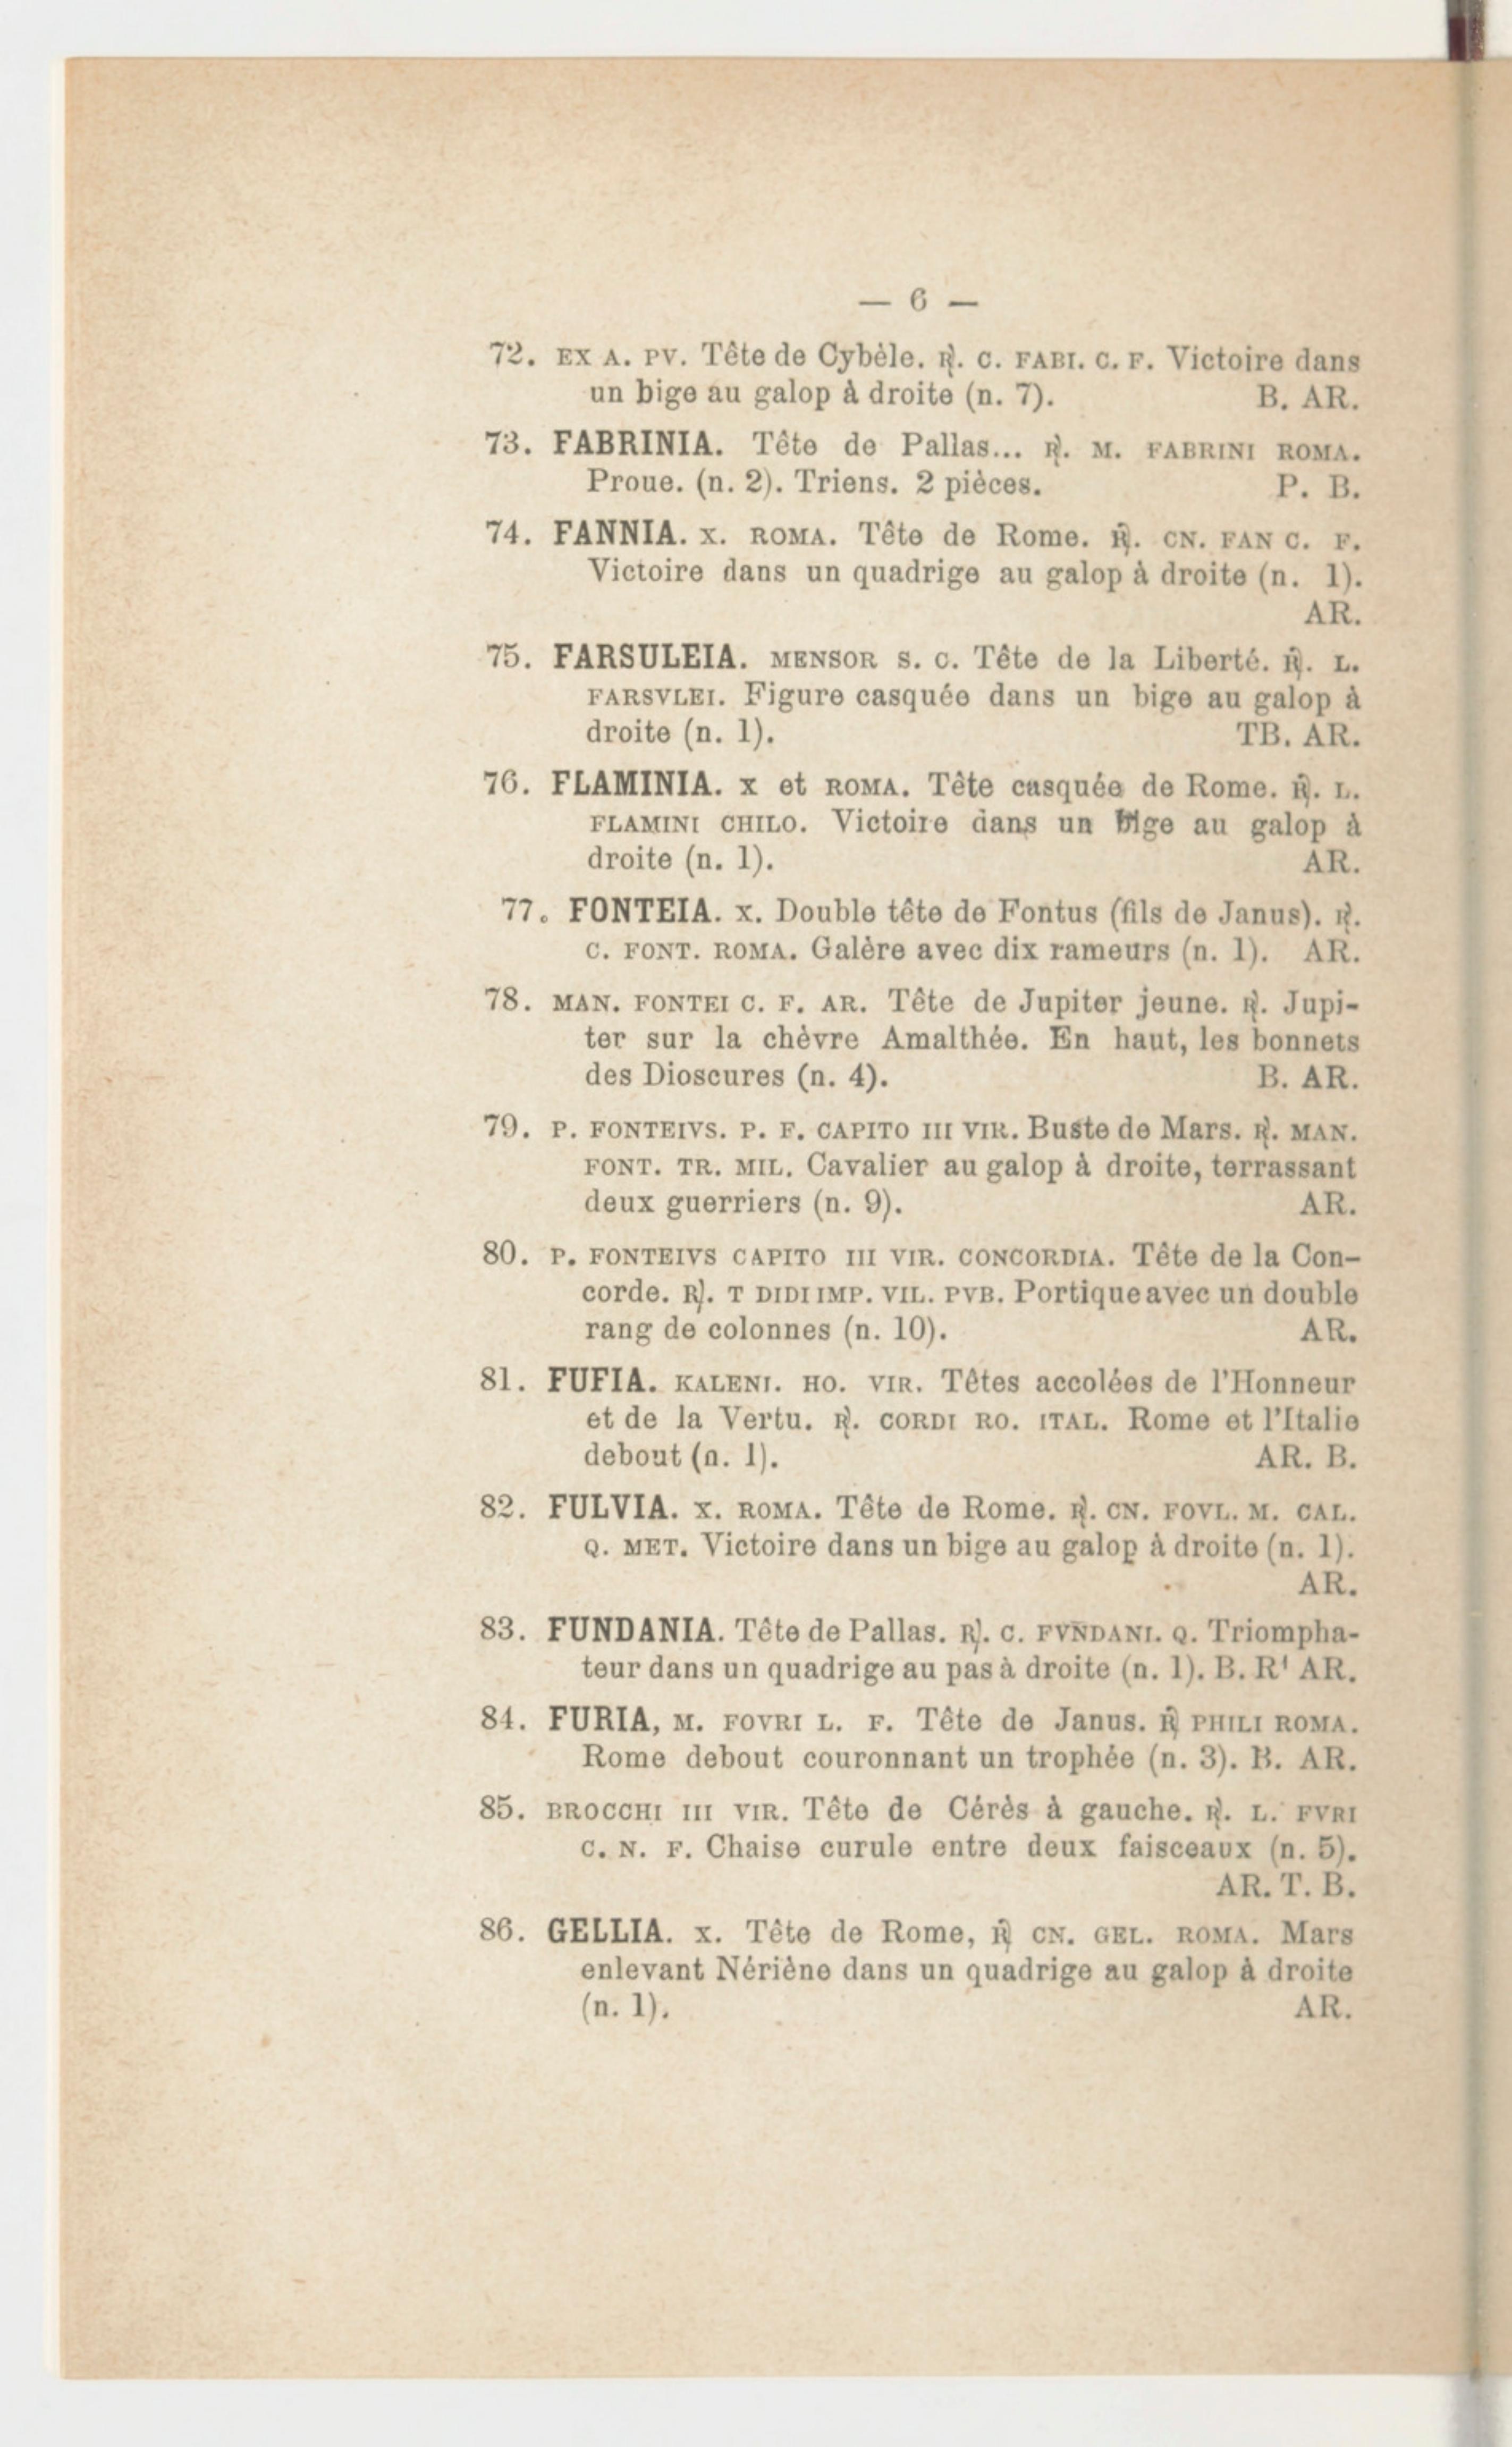 — 6 —
72. EX A. PV. Tête de Cybèle. ℟. C. FABI. C. F. Victoire dans
un bige au galop à droite (n. 7). B. AR.
73. FABRINIA. Tête de Pallas... ℟. M. FABRINI ROMA.
Proue. (n. 2). Triens. 2 pièces. P. B.
74. FANNIA. X. ROMA. Tête de Rome. ℟. CN. FAN C. F.
Victoire dans un quadrige au galop à droite (n. 1).
AR.
75. FARSULEIA. MENSOR S. C. Tête de la Liberté. ℟. L.
FARSVLEI. Figure casquée dans un bige au galop à
droite (n. 1). TB. AR.
76. FLAMINIA. X et ROMA. Tête casquée de Rome. ℟. L.
FLAMINI CHILO. Victoire dans un bige au galop à
droite (n. 1). AR.
77. FONTEIA. X. Double tête de Fontus (fils de Janus). ℟.
C. FONT. ROMA. Galère avec dix rameurs (n. 1). AR.
78. MAN. FONTEI C. F. AR. Tête de Jupiter jeune. ℟. Jupi-
ter sur la chèvre Amalthée. En haut, les bonnets
des Dioscures (n. 4). B. AR.
79. P. FONTEIVS. P. F. CAPITO III VIR. Buste de Mars. ℟. MAN.
FONT. TR. MIL. Cavalier au galop à droite, terrassant
deux guerriers (n. 9). AR.
80. P. FONTEIVS CAPITO III VIR. CONCORDIA. Tête de la Con-
corde. ℟. T DIDI IMP. VIL. PVB. Portique avec un double
rang de colonnes (n. 10). AR.
81. FUFIA. KALENI. HO. VIR. Têtes accolées de l'Honneur
et de la Vertu. ℟. CORDI RO. ITAL. Rome et l'Italie
debout (n. 1). AR. B.
82. FULVIA. X. ROMA. Tête de Rome. ℟. CN. FOVL. M. CAL.
Q. MET. Victoire dans un bige au galop à droite (n. 1).
AR.
83. FUNDANIA. Tête de Pallas. ℟. C. FVNDANI. Q. Triompha-
teur dans un quadrige au pas à droite (n. 1). B. R¹ AR.
84. FURIA, M. FOVRI L. F. Tête de Janus. ℟ PHILI ROMA.
Rome debout couronnant un trophée (n. 3). B. AR.
85. BROCCHI III VIR. Tête de Cérès à gauche. ℟. L. FVRI
C. N. F. Chaise curule entre deux faisceaux (n. 5).
AR. T. B.
86. GELLIA. X. Tête de Rome, ℟ CN. GEL. ROMA. Mars
enlevant Nériène dans un quadrige au galop à droite
(n. 1). AR.